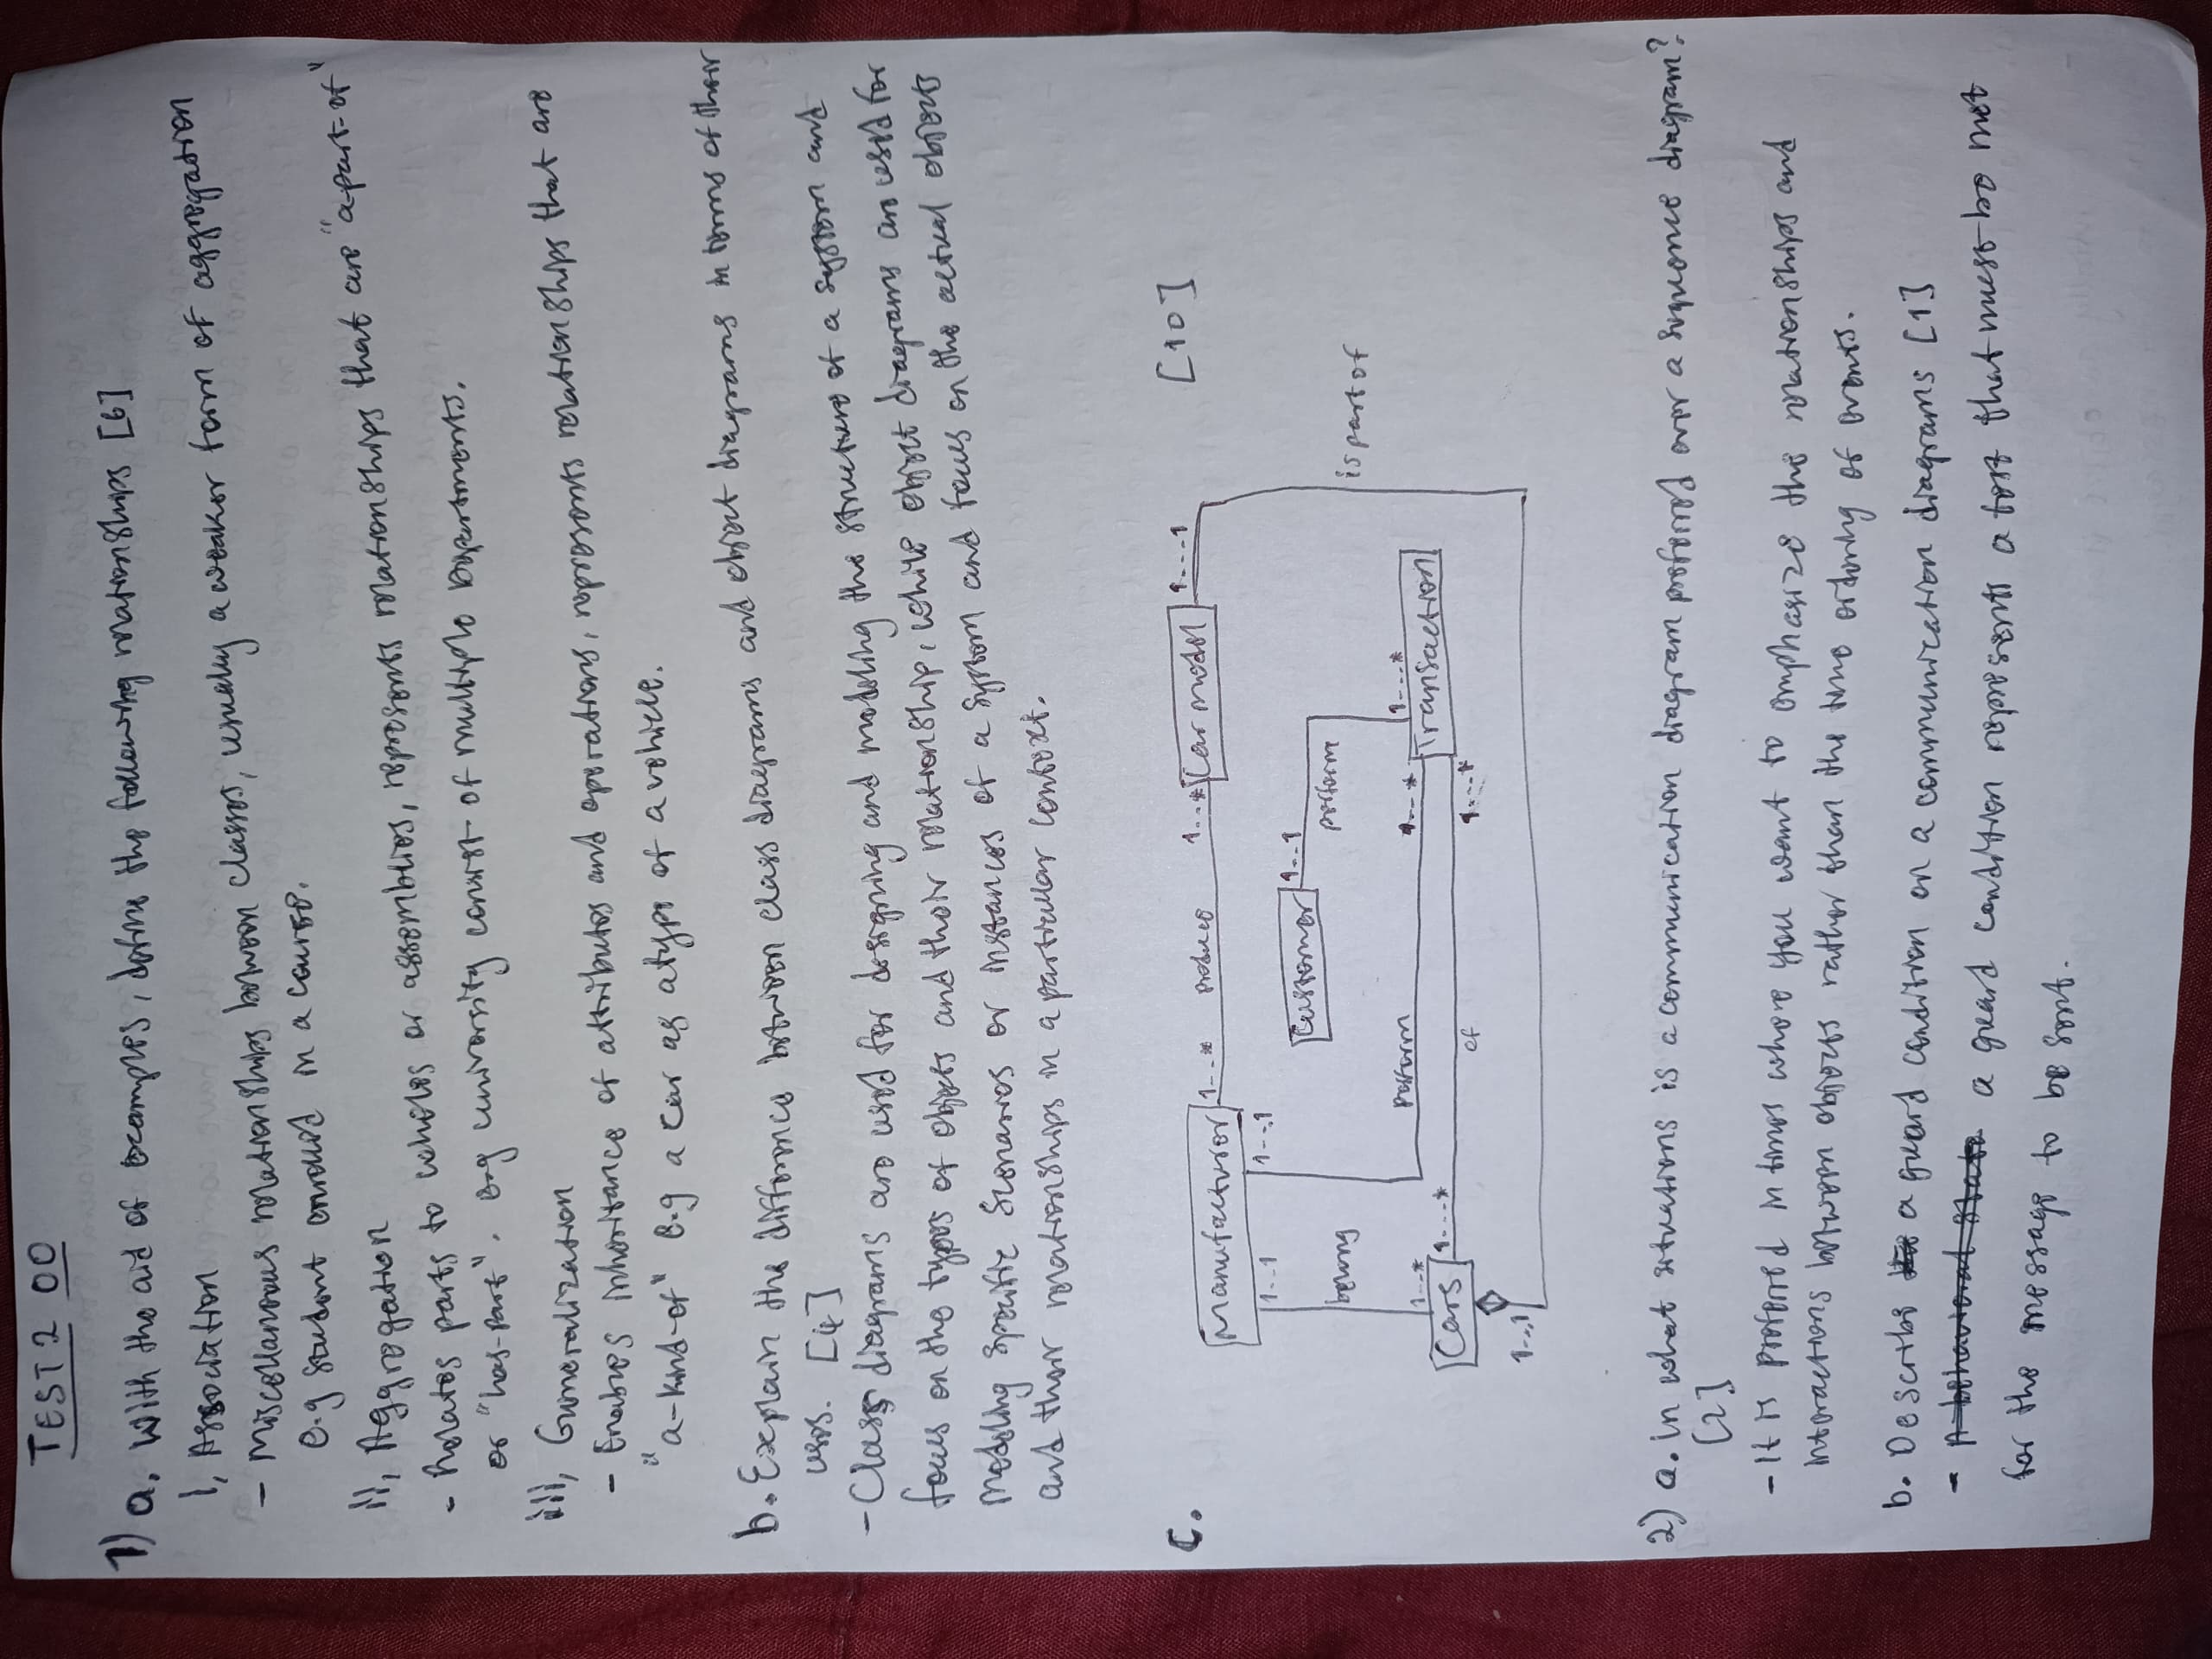 TEST 2 OO
1) a. With the aid of examples, define the following relationships [6]
i, Association
- Miscellaneous relationships between classes, usually a weaker form of aggregation
e.g student enrolled in a course.
ii, Aggregation
- Relates parts to wholes or assemblies, represents relationships that are "a-part-of"
or "has-part". e.g university consist of multiple Departments.
iii, Generalization
- Enables inheritance of attributes and operations, represents relationships that are
"a-kind-of" e.g a car as a type of a vehicle.
b. Explain the difference between class diagrams and object diagrams in terms of their
uses. [4]
- Class diagrams are used for designing and modeling the structure of a system and
focus on the types of objects and their relationship, while object diagrams are used for
modeling specific scenarios or instances of a system and focus on the actual objects
and their relationships in a particular context.
c. [10]
Manufacturer 1..* produce 1..* Car model 1...1
1..1 1..1
Customer 1..1
perform
belong
is part of
perform 1...* 1...*
1...*
Cars 1...* Transaction
of 1...*
1..1
2) a. In what situations is a communication diagram preferred over a sequence diagram?
[2]
- It is preferred in times where you want to emphasize the relationships and
interactions between objects rather than the time ordering of events.
b. Describe a guard condition on a communication diagrams [1]
- A behavioral state a guard condition represents a test that must be met
for the message to be sent.